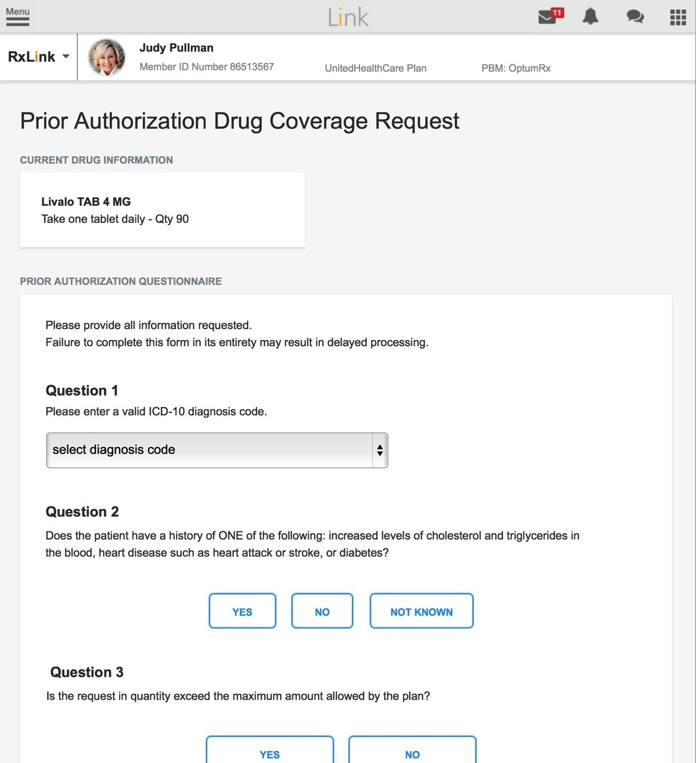 Menu
Link
11
RxLink
Judy Pullman
Member ID Number 86513567
UnitedHealthCare Plan
PBM: OptumRx
Prior Authorization Drug Coverage Request
CURRENT DRUG INFORMATION
Livalo TAB 4 MG
Take one tablet daily - Qty 90
PRIOR AUTHORIZATION QUESTIONNAIRE
Please provide all information requested.
Failure to complete this form in its entirety may result in delayed processing.
Question 1
Please enter a valid ICD-10 diagnosis code.
select diagnosis code
Question 2
Does the patient have a history of ONE of the following: increased levels of cholesterol and triglycerides in
the blood, heart disease such as heart attack or stroke, or diabetes?
YES
NO
NOT KNOWN
Question 3
Is the request in quantity exceed the maximum amount allowed by the plan?
YES
NO